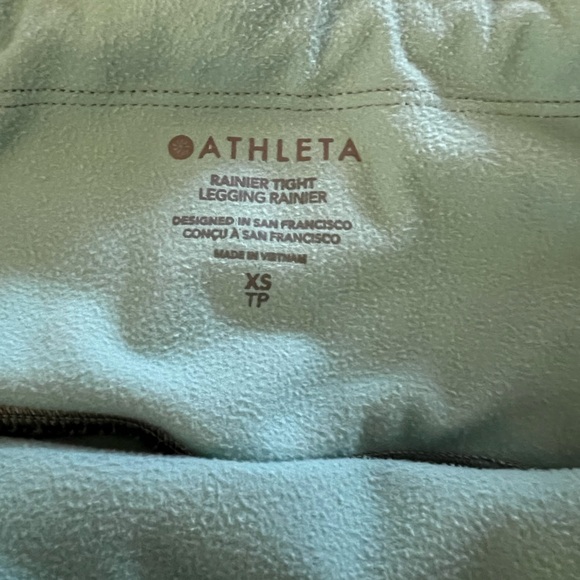 ATHLETA
RAINIER TIGHT
LEGGING RAINIER
DESIGNED IN SAN FRANCISCO
CONÇU À SAN FRANCISCO
MADE IN VIETNAM
XS
TP